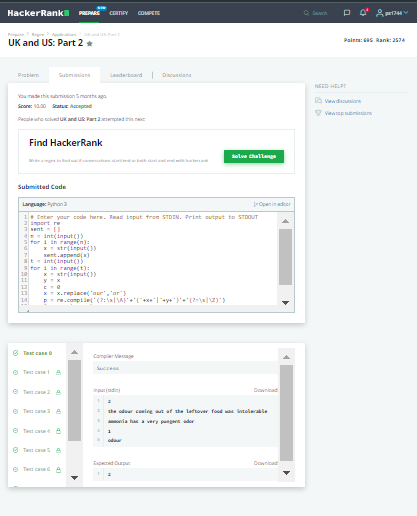 HackerRank
PREPARE
NEW
CERTIFY
COMPETE
Search
Prepare > Regex > Applications > UK and US: Part 2
UK and US: Part 2
Points: 695 Rank: 2574
Problem
Submissions
Leaderboard
Discussions
You made this submission 5 months ago.
Score: 10.00 Status: Accepted
People who solved UK and US: Part 2 attempted this next:
NEED HELP?
View discussions
View top submissions
Find HackerRank
Write a regex to find out if conversations start/end or both start and end with hackerrank
Solve Challenge
Submitted Code
Language: Python 3
Open in editor
1 # Enter your code here. Read input from STDIN. Print output to STDOUT
2 import re
3 sent = []
4 n = int(input())
5 for i in range(n):
6 x = str(input())
7 sent.append(x)
8 t = int(input())
9 for i in range(t):
10 x = str(input())
11 y = x
12 c = 0
13 x = x.replace('our','or')
14 p = re.compile('(?:\s|\A)'+'('+x+'|'+y+')'+'(?=\s|\Z)')
Test case 0
Test case 1
Test case 2
Test case 3
Test case 4
Test case 5
Test case 6
Compiler Message
Success
Input (stdin)
Download
1 2
2 the odour coming out of the leftover food was intolerable
3 ammonia has a very pungent odor
4 1
5 odour
Expected Output
Download
1 2